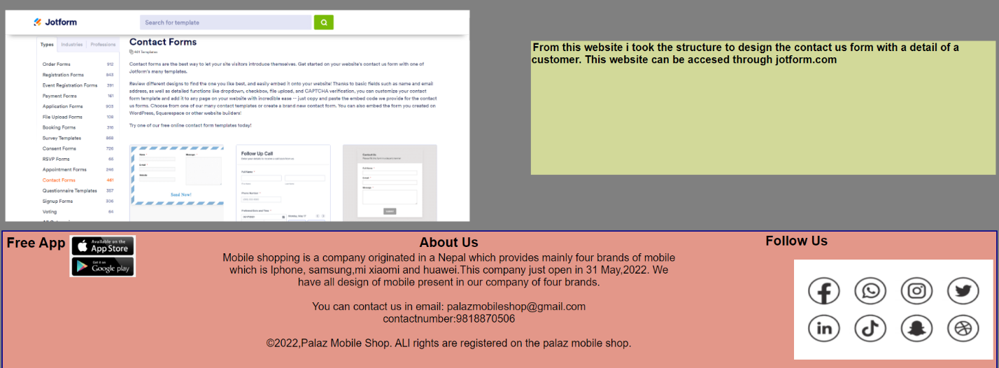 Jotform
Search for template
Types Industries Professions
Order Forms 912
Registration Forms 843
Event Registration Forms 391
Payment Forms 161
Application Forms 903
File Upload Forms 108
Booking Forms 316
Survey Templates 888
Consent Forms 726
RSVP Forms 65
Appointment Forms 246
Contact Forms 461
Questionnaire Templates 357
Signup Forms 306
Voting 64
Contact Forms
461 Templates
Contact forms are the best way to let your site visitors introduce themselves. Get started on your website's contact us form with one of
Jotform's many templates.
Review different designs to find the one you like best, and easily embed it onto your website! Thanks to basic fields such as name and email
address, as well as detailed functions like dropdown, checkbox, file upload, and CAPTCHA verification, you can customize your contact
form template and add it to any page on your website with incredible ease -- just copy and paste the embed code we provide for the contact
us forms. Choose from one of our many contact templates or create a brand new contact form. You can also embed the form you created on
WordPress, Squarespace or other website builders!
Try one of our free online contact form templates today!
Name *
Message *
E-mail *
Website
Send Now!
Follow Up Call
Full Name *
Phone Number *
Preferred Date and Time *
Contact Us
Full Name *
E-mail *
Message *
SUBMIT
From this website i took the structure to design the contact us form with a detail of a
customer. This website can be accesed through jotform.com
Free App
Available on the
App Store
Get it on
Google play
About Us
Mobile shopping is a company originated in a Nepal which provides mainly four brands of mobile
which is Iphone, samsung,mi xiaomi and huawei.This company just open in 31 May,2022. We
have all design of mobile present in our company of four brands.
You can contact us in email: palazmobileshop@gmail.com
contactnumber:9818870506
©2022,Palaz Mobile Shop. ALl rights are registered on the palaz mobile shop.
Follow Us